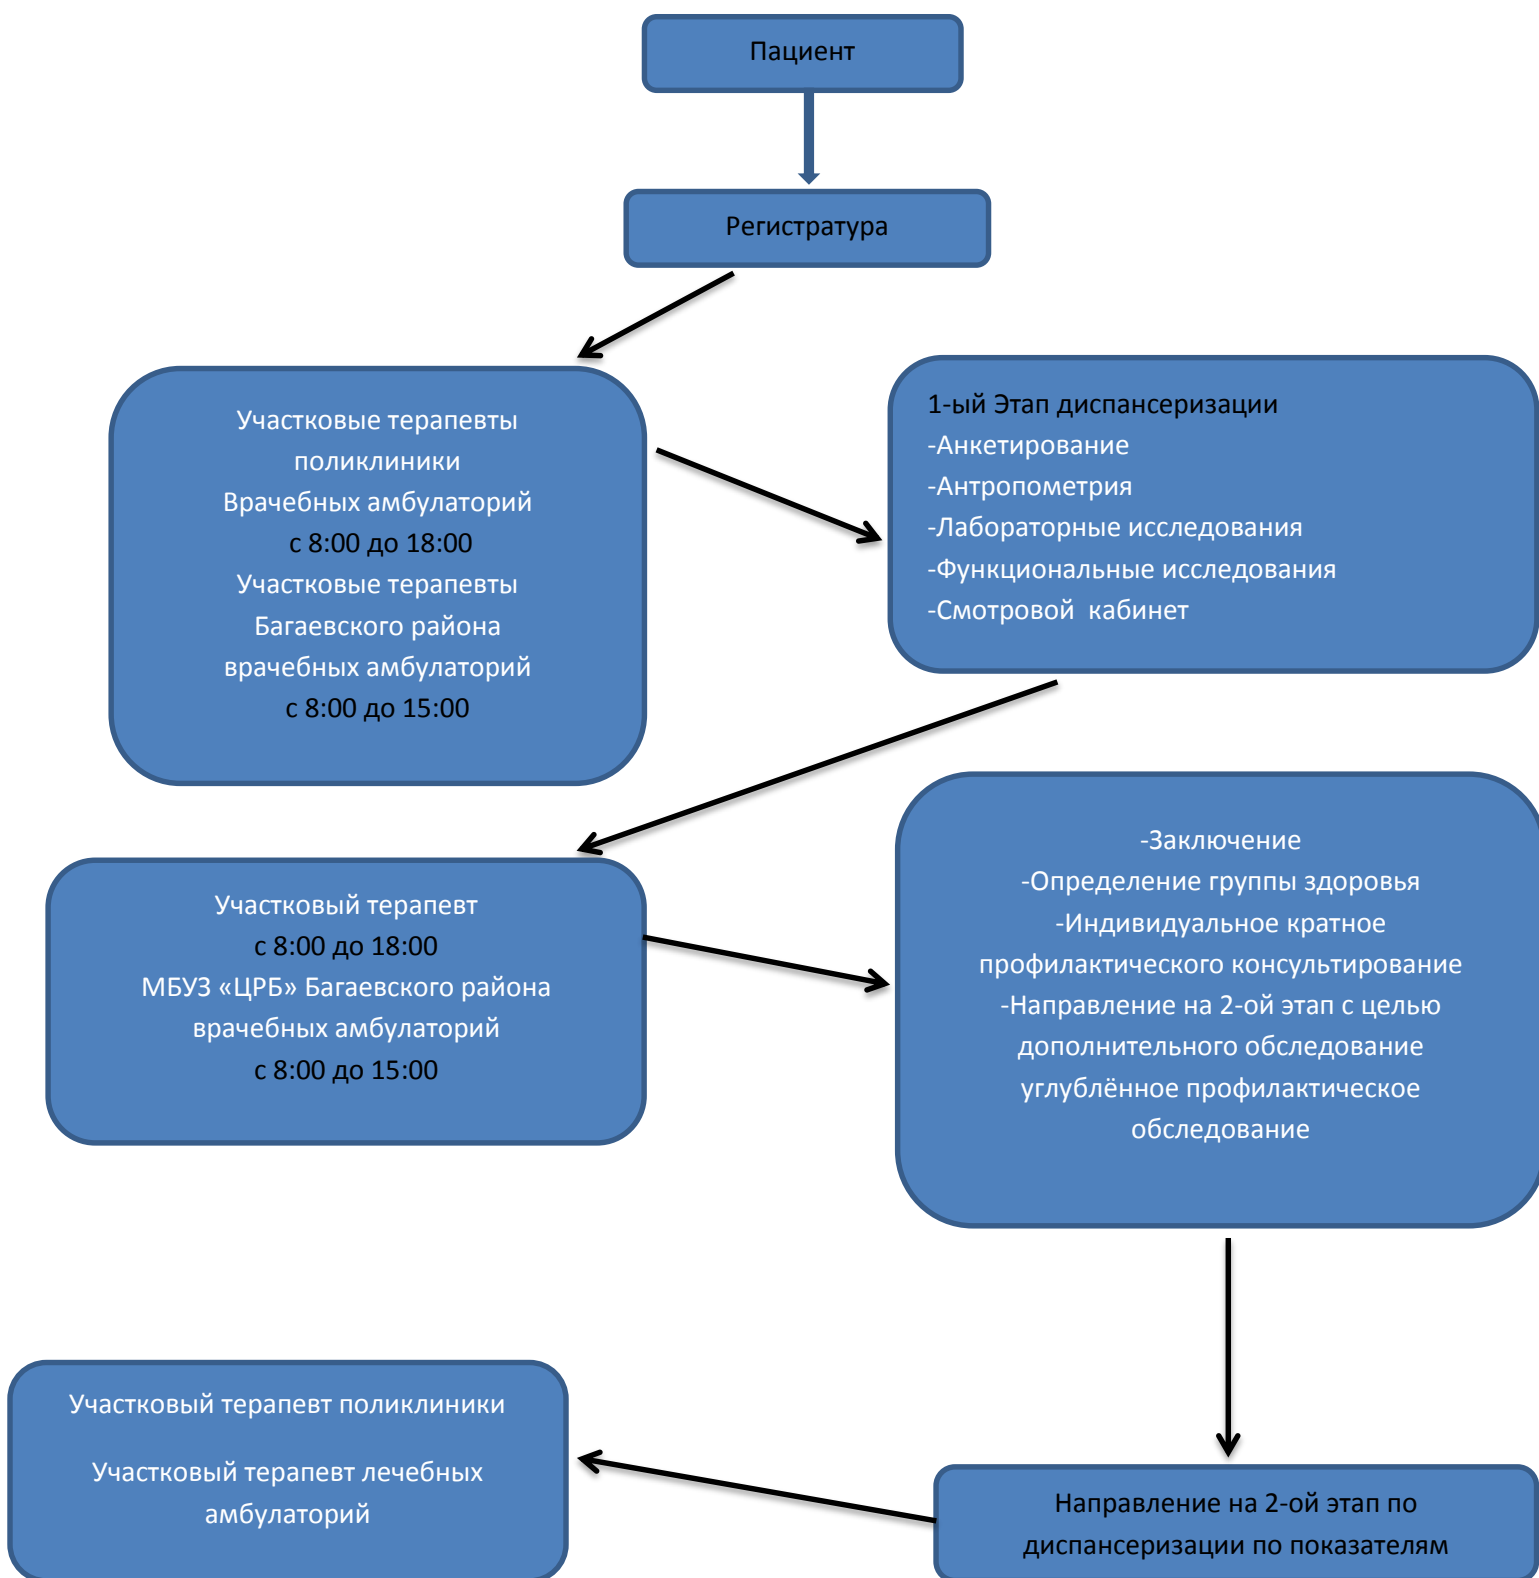 Пациент
Регистратура
Участковые терапевты
поликлиники
Врачебных амбулаторий
с 8:00 до 18:00
Участковые терапевты
Багаевского района
врачебных амбулаторий
с 8:00 до 15:00
1-ый Этап диспансеризации
-Анкетирование
-Антропометрия
-Лабораторные исследования
-Функциональные исследования
-Смотровой  кабинет
Участковый терапевт
с 8:00 до 18:00
МБУЗ «ЦРБ» Багаевского района
врачебных амбулаторий
с 8:00 до 15:00
-Заключение
-Определение группы здоровья
-Индивидуальное кратное
профилактического консультирование
-Направление на 2-ой этап с целью
дополнительного обследование
углублённое профилактическое
обследование
Направление на 2-ой этап по
диспансеризации по показателям
Участковый терапевт поликлиники
Участковый терапевт лечебных
амбулаторий